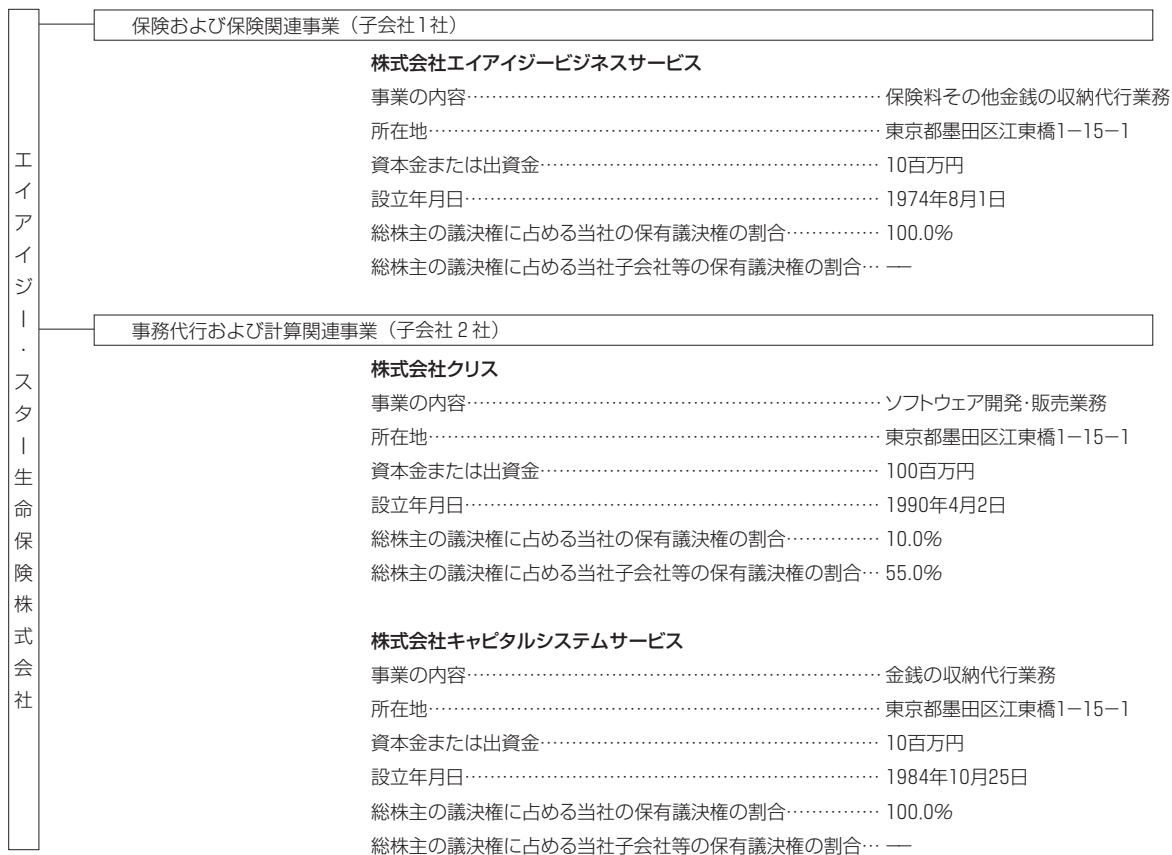 エイアイジー・スター生命保険株式会社
保険および保険関連事業（子会社1社）
株式会社エイアイジービジネスサービス
事業の内容…………………………………………………………保険料その他金銭の収納代行業務
所在地………………………………………………………………東京都墨田区江東橋1−15−1
資本金または出資金………………………………………………10百万円
設立年月日…………………………………………………………1974年8月1日
総株主の議決権に占める当社の保有議決権の割合……………100.0%
総株主の議決権に占める当社子会社等の保有議決権の割合…―
事務代行および計算関連事業（子会社2社）
株式会社クリス
事業の内容…………………………………………………………ソフトウェア開発・販売業務
所在地………………………………………………………………東京都墨田区江東橋1−15−1
資本金または出資金………………………………………………100百万円
設立年月日…………………………………………………………1990年4月2日
総株主の議決権に占める当社の保有議決権の割合……………10.0%
総株主の議決権に占める当社子会社等の保有議決権の割合…55.0%
株式会社キャピタルシステムサービス
事業の内容…………………………………………………………金銭の収納代行業務
所在地………………………………………………………………東京都墨田区江東橋1−15−1
資本金または出資金………………………………………………10百万円
設立年月日…………………………………………………………1984年10月25日
総株主の議決権に占める当社の保有議決権の割合……………100.0%
総株主の議決権に占める当社子会社等の保有議決権の割合…―